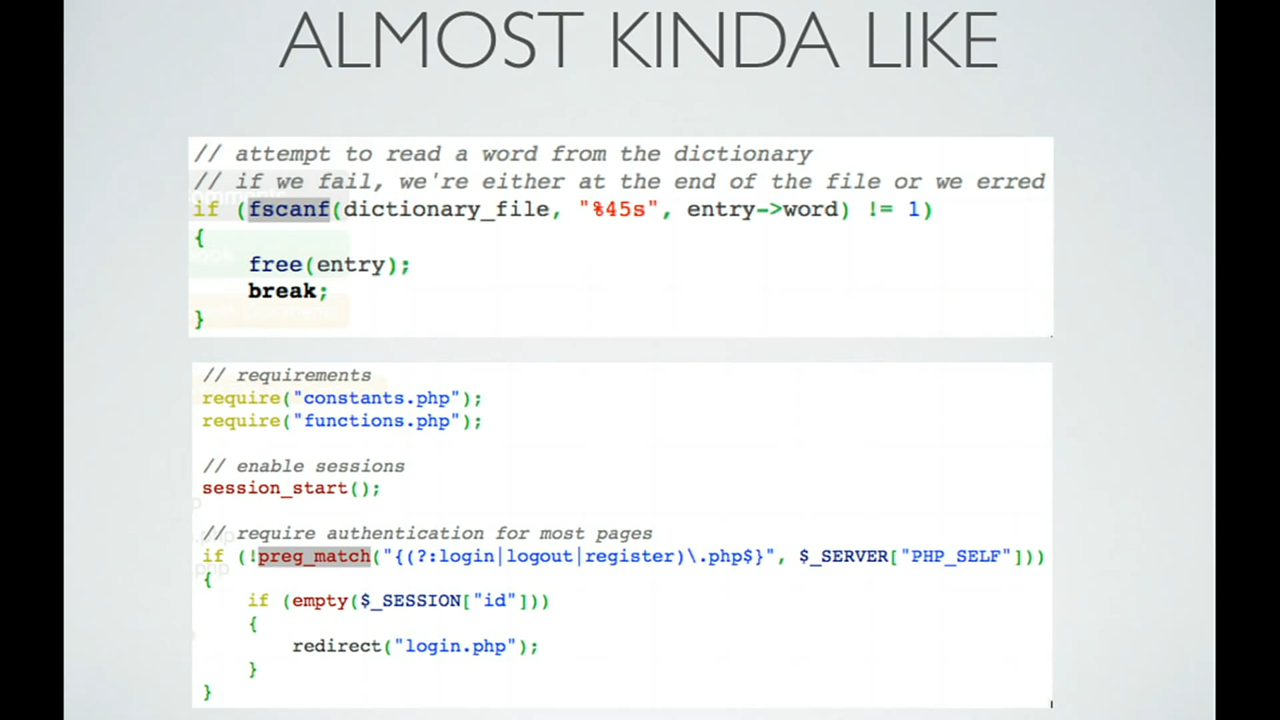 ALMOST KINDA LIKE
// attempt to read a word from the dictionary
// if we fail, we're either at the end of the file or we erred
if (fscanf(dictionary_file, "%45s", entry->word) != 1)
{
free(entry);
break;
}
// requirements
require("constants.php");
require("functions.php");
// enable sessions
session_start();
// require authentication for most pages
if (!preg_match("{(?:login|logout|register)\.php$}", $_SERVER["PHP_SELF"]))
{
if (empty($_SESSION["id"]))
{
redirect("login.php");
}
}